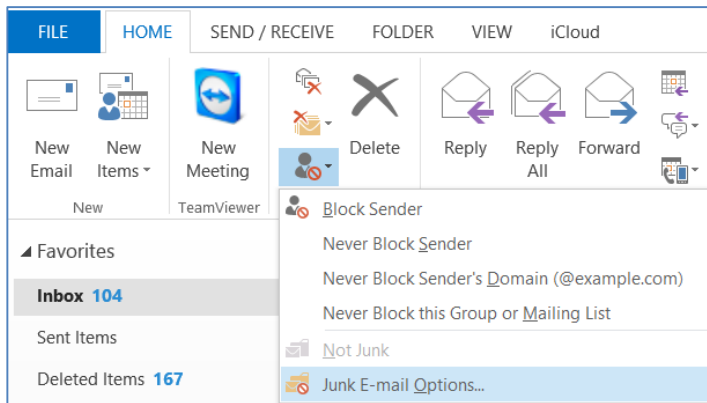 FILE HOME SEND / RECEIVE FOLDER VIEW iCloud
New Email
New Items
New Meeting
Delete
Reply
Reply All
Forward
New
TeamViewer
Block Sender
Never Block Sender
Never Block Sender's Domain (@example.com)
Never Block this Group or Mailing List
Not Junk
Junk E-mail Options...
Favorites
Inbox 104
Sent Items
Deleted Items 167